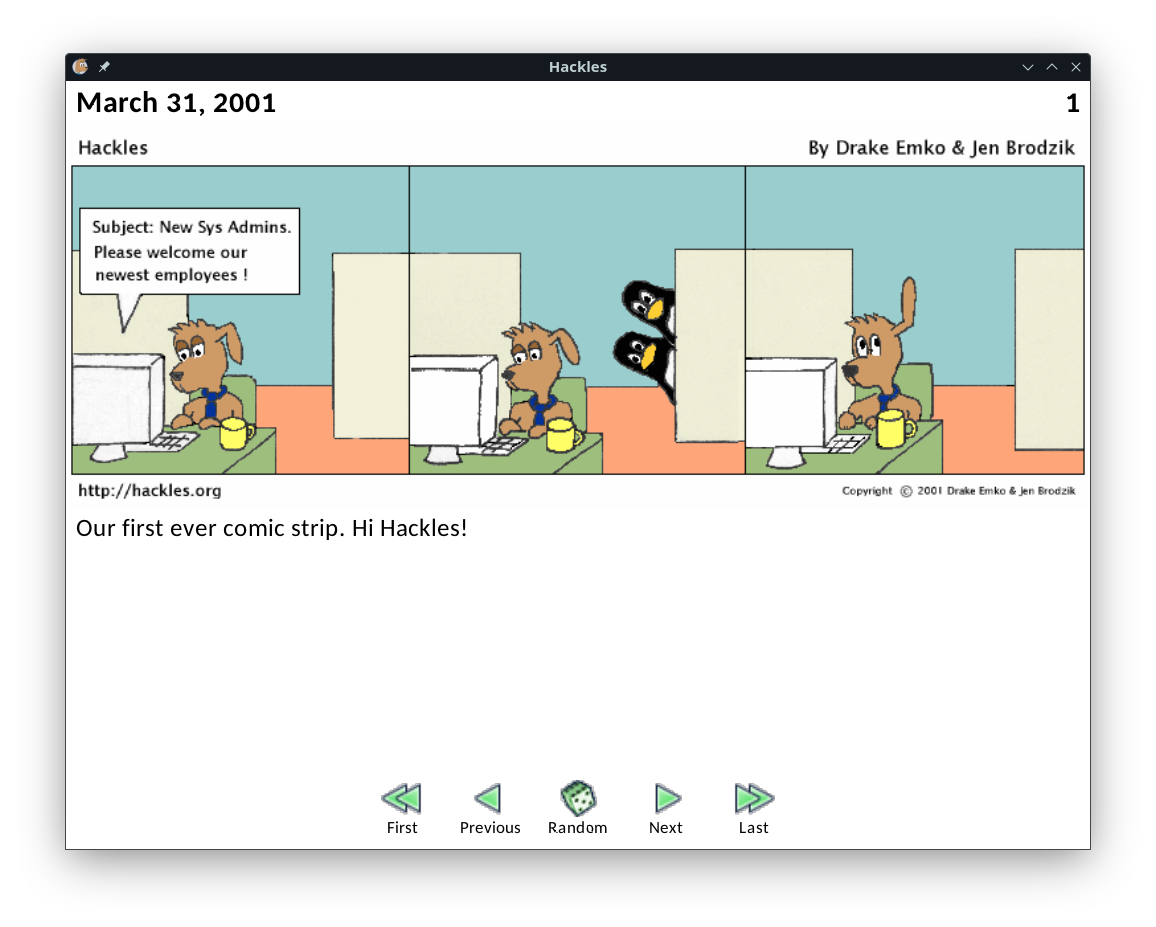 Hackles
March 31, 2001
1
Hackles
By Drake Emko & Jen Brodzik
Subject: New Sys Admins.
Please welcome our
newest employees !
http://hackles.org
Copyright © 2001 Drake Emko & Jen Brodzik
Our first ever comic strip. Hi Hackles!
First
Previous
Random
Next
Last